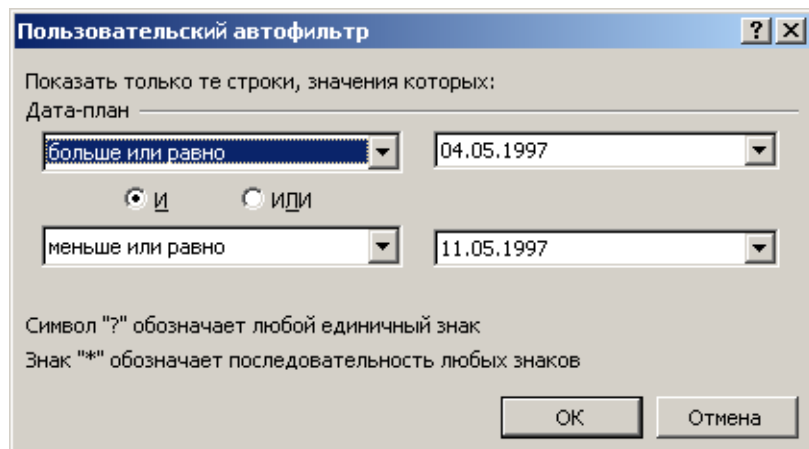 Пользовательский автофильтр
Показать только те строки, значения которых:
Дата-план
больше или равно 04.05.1997
И ИЛИ
меньше или равно 11.05.1997
Символ "?" обозначает любой единичный знак
Знак "*" обозначает последовательность любых знаков
ОК Отмена